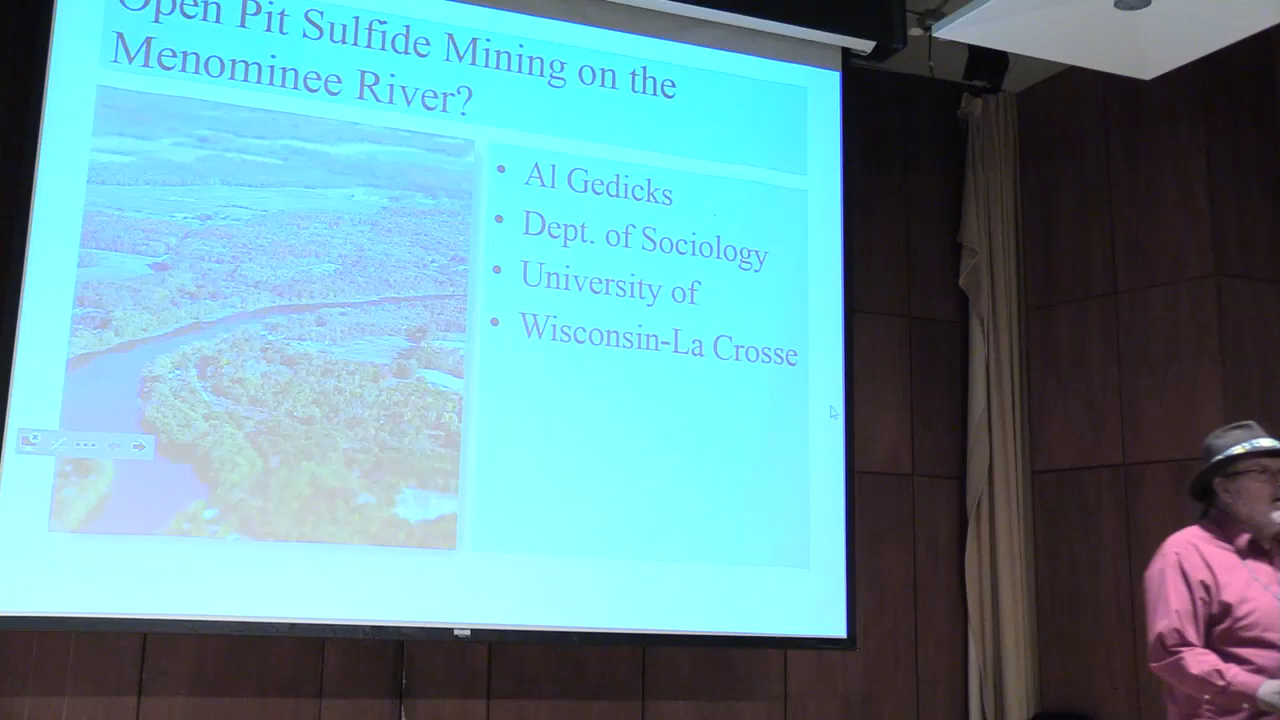 Open Pit Sulfide Mining on the
Menominee River?
• Al Gedicks
• Dept. of Sociology
• University of
• Wisconsin-La Crosse